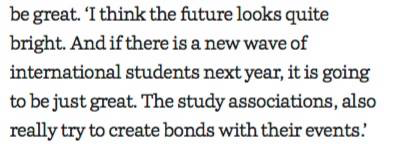 be great. ‘I think the future looks quite
bright. And if there is a new wave of
international students next year, it is going
to be just great. The study associations, also
really try to create bonds with their events.’